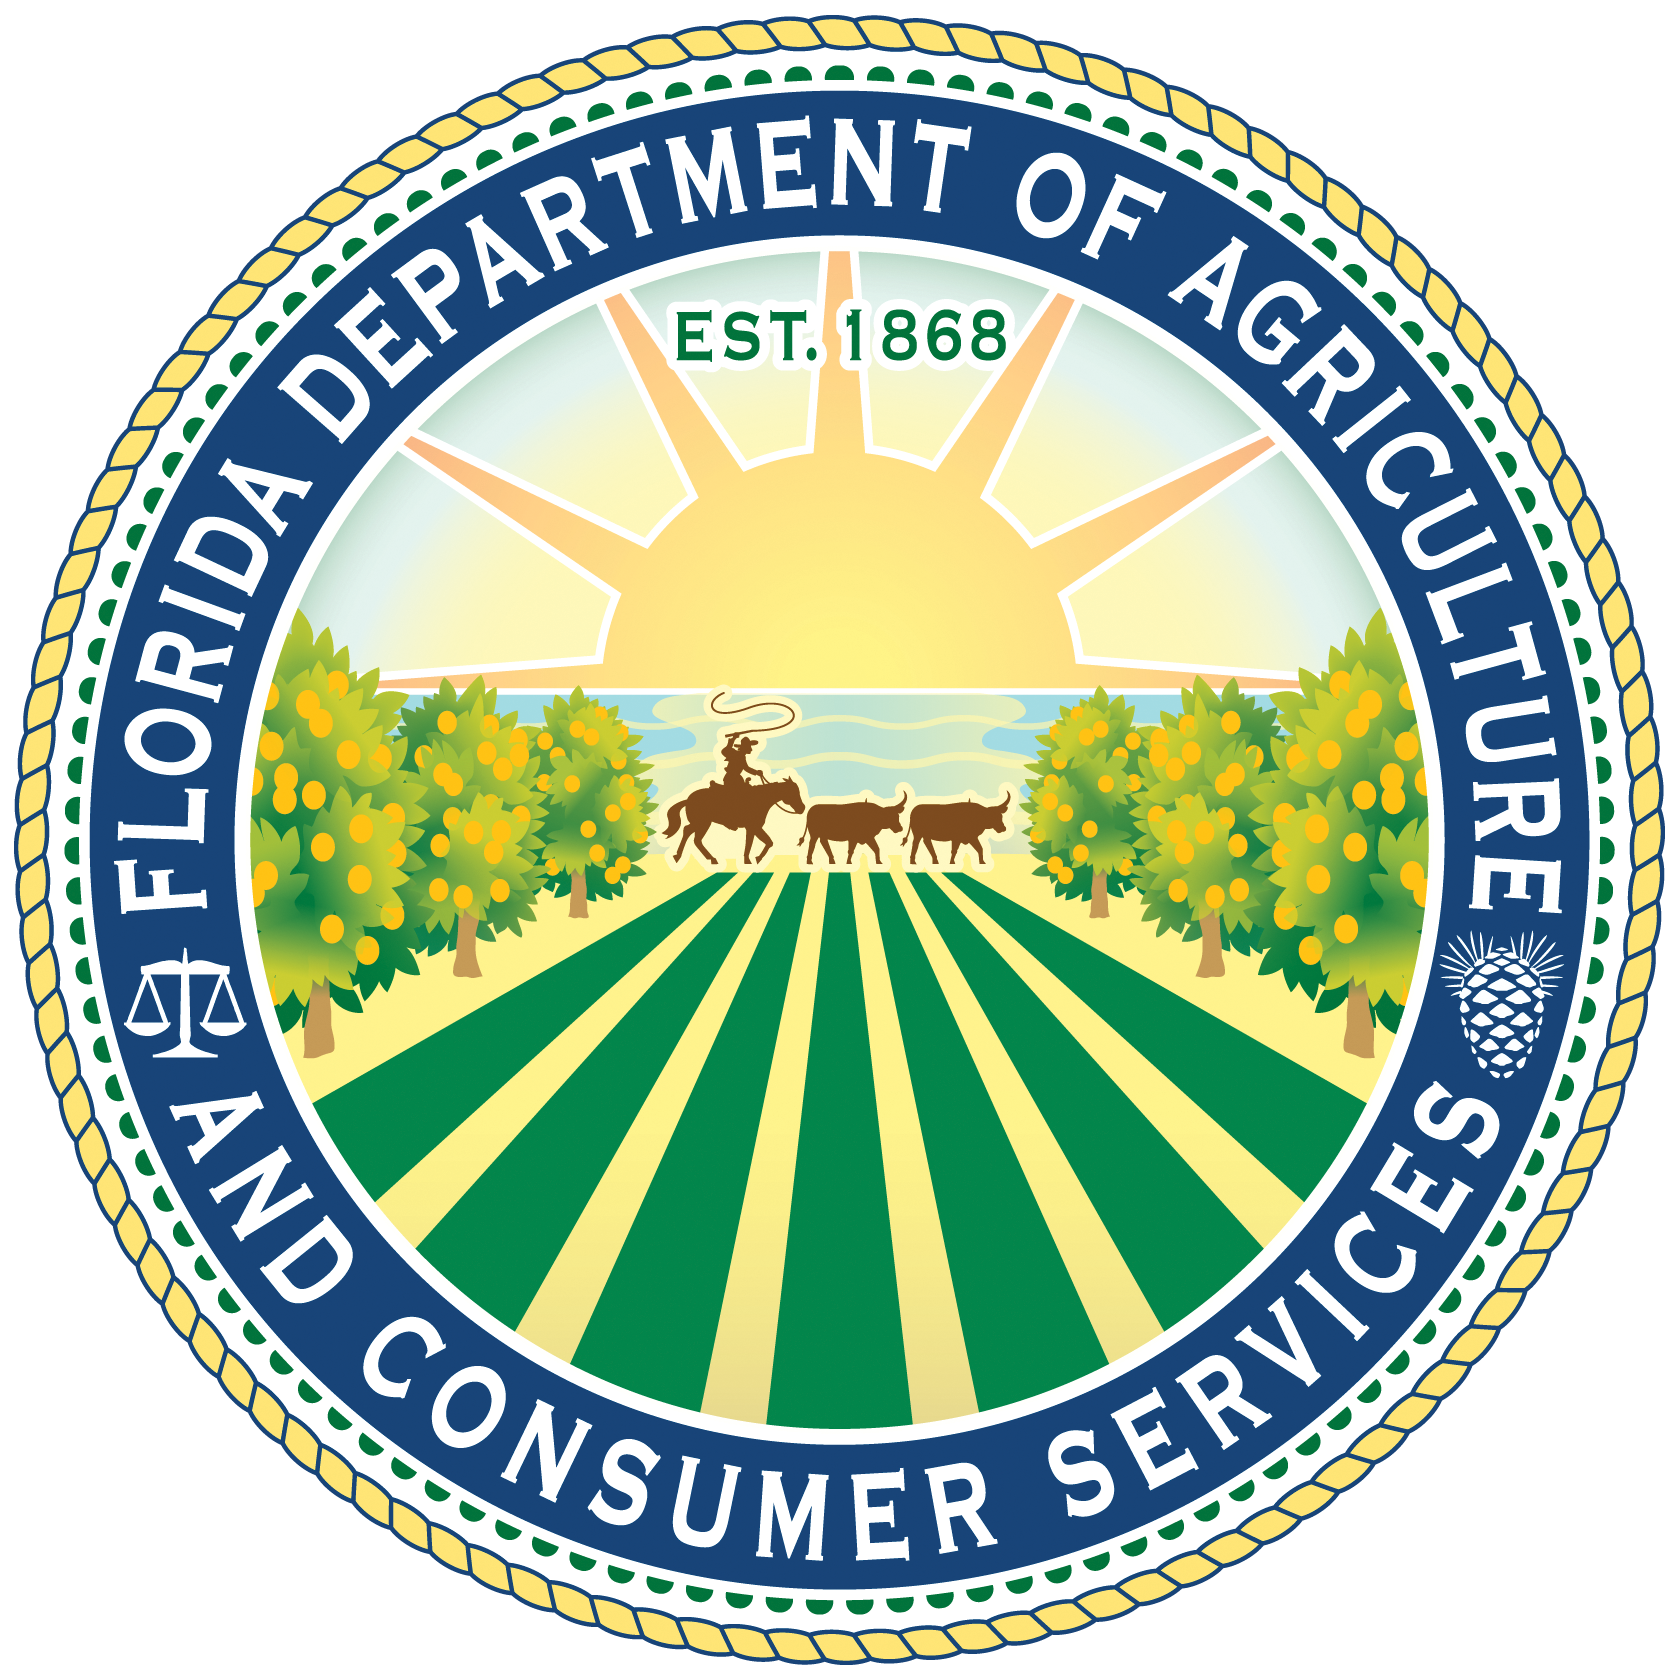 FLORIDA DEPARTMENT OF AGRICULTURE
AND CONSUMER SERVICES
EST. 1868